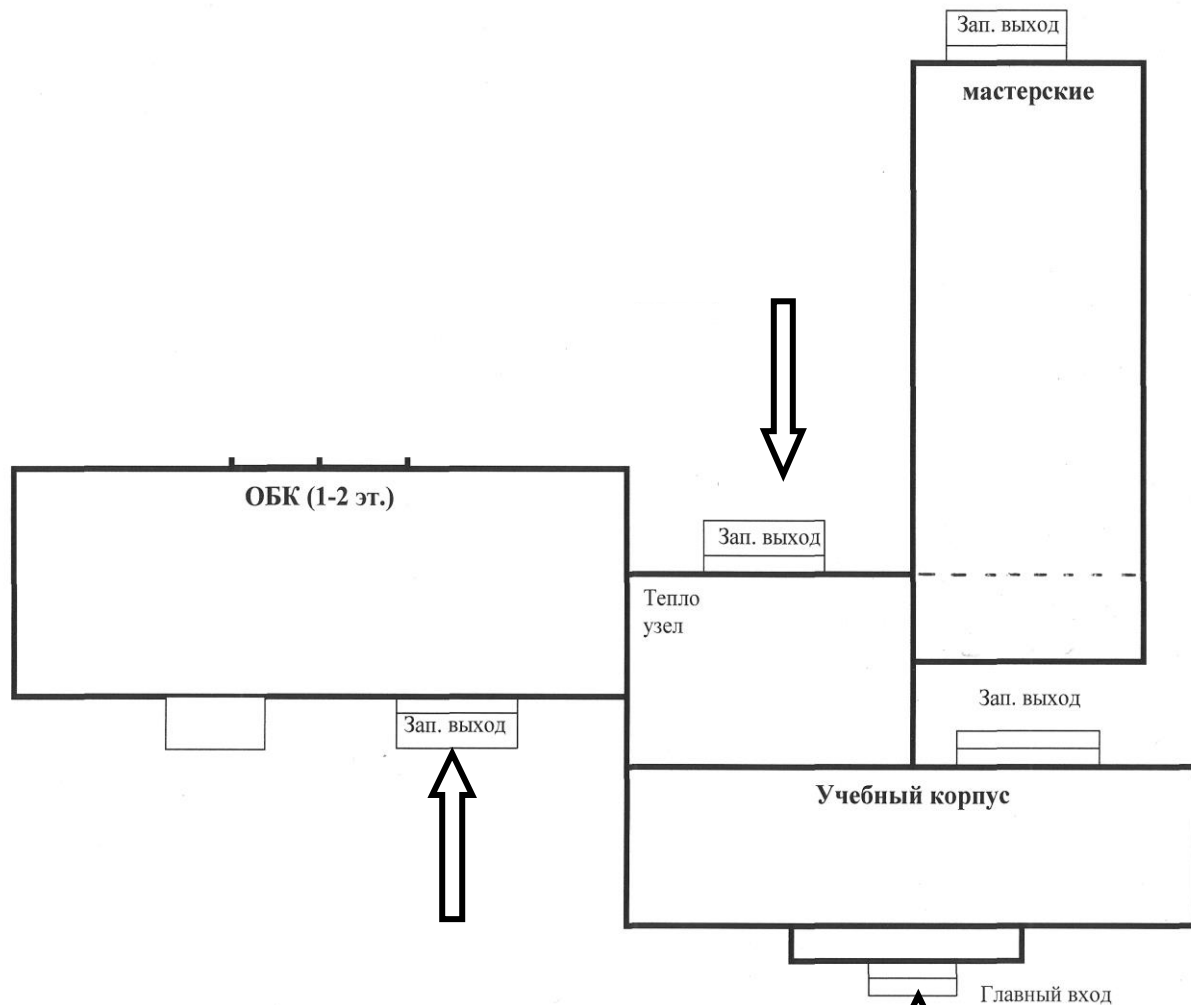 Зап. выход
мастерские
ОБК (1-2 эт.)
Зап. выход
Тепло
узел
Зап. выход
Зап. выход
Учебный корпус
Главный вход